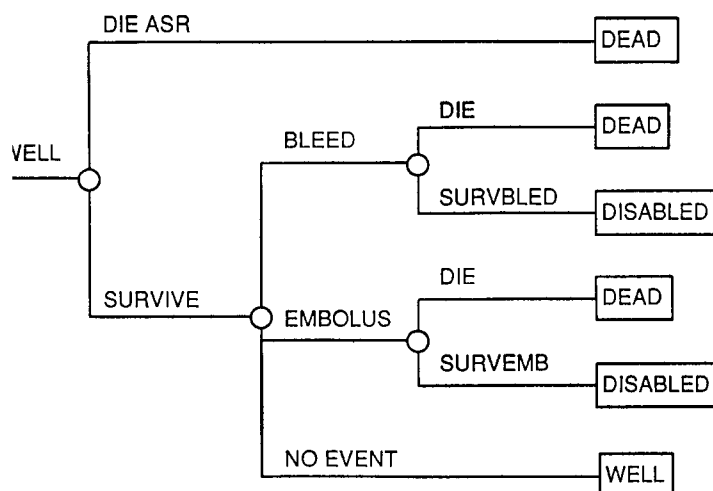 DIE ASR
DEAD
DIE
DEAD
WELL
BLEED
SURVBLED
DISABLED
DIE
DEAD
SURVIVE
EMBOLUS
SURVEMB
DISABLED
NO EVENT
WELL